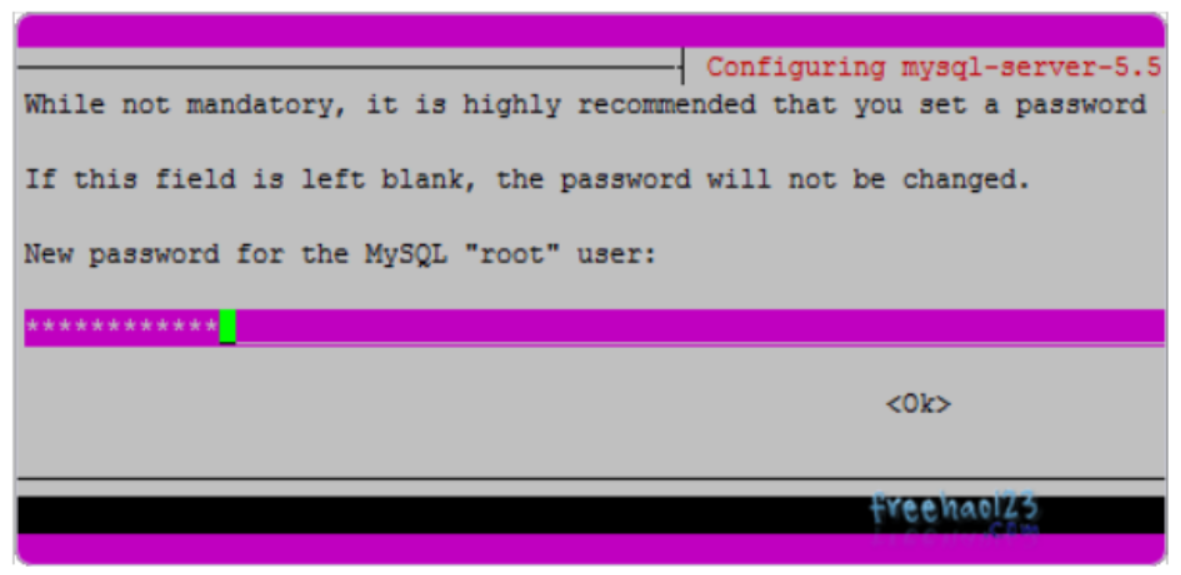 Configuring mysql-server-5.5
While not mandatory, it is highly recommended that you set a password
If this field is left blank, the password will not be changed.
New password for the MySQL "root" user:
************
<Ok>
freehao123
.com